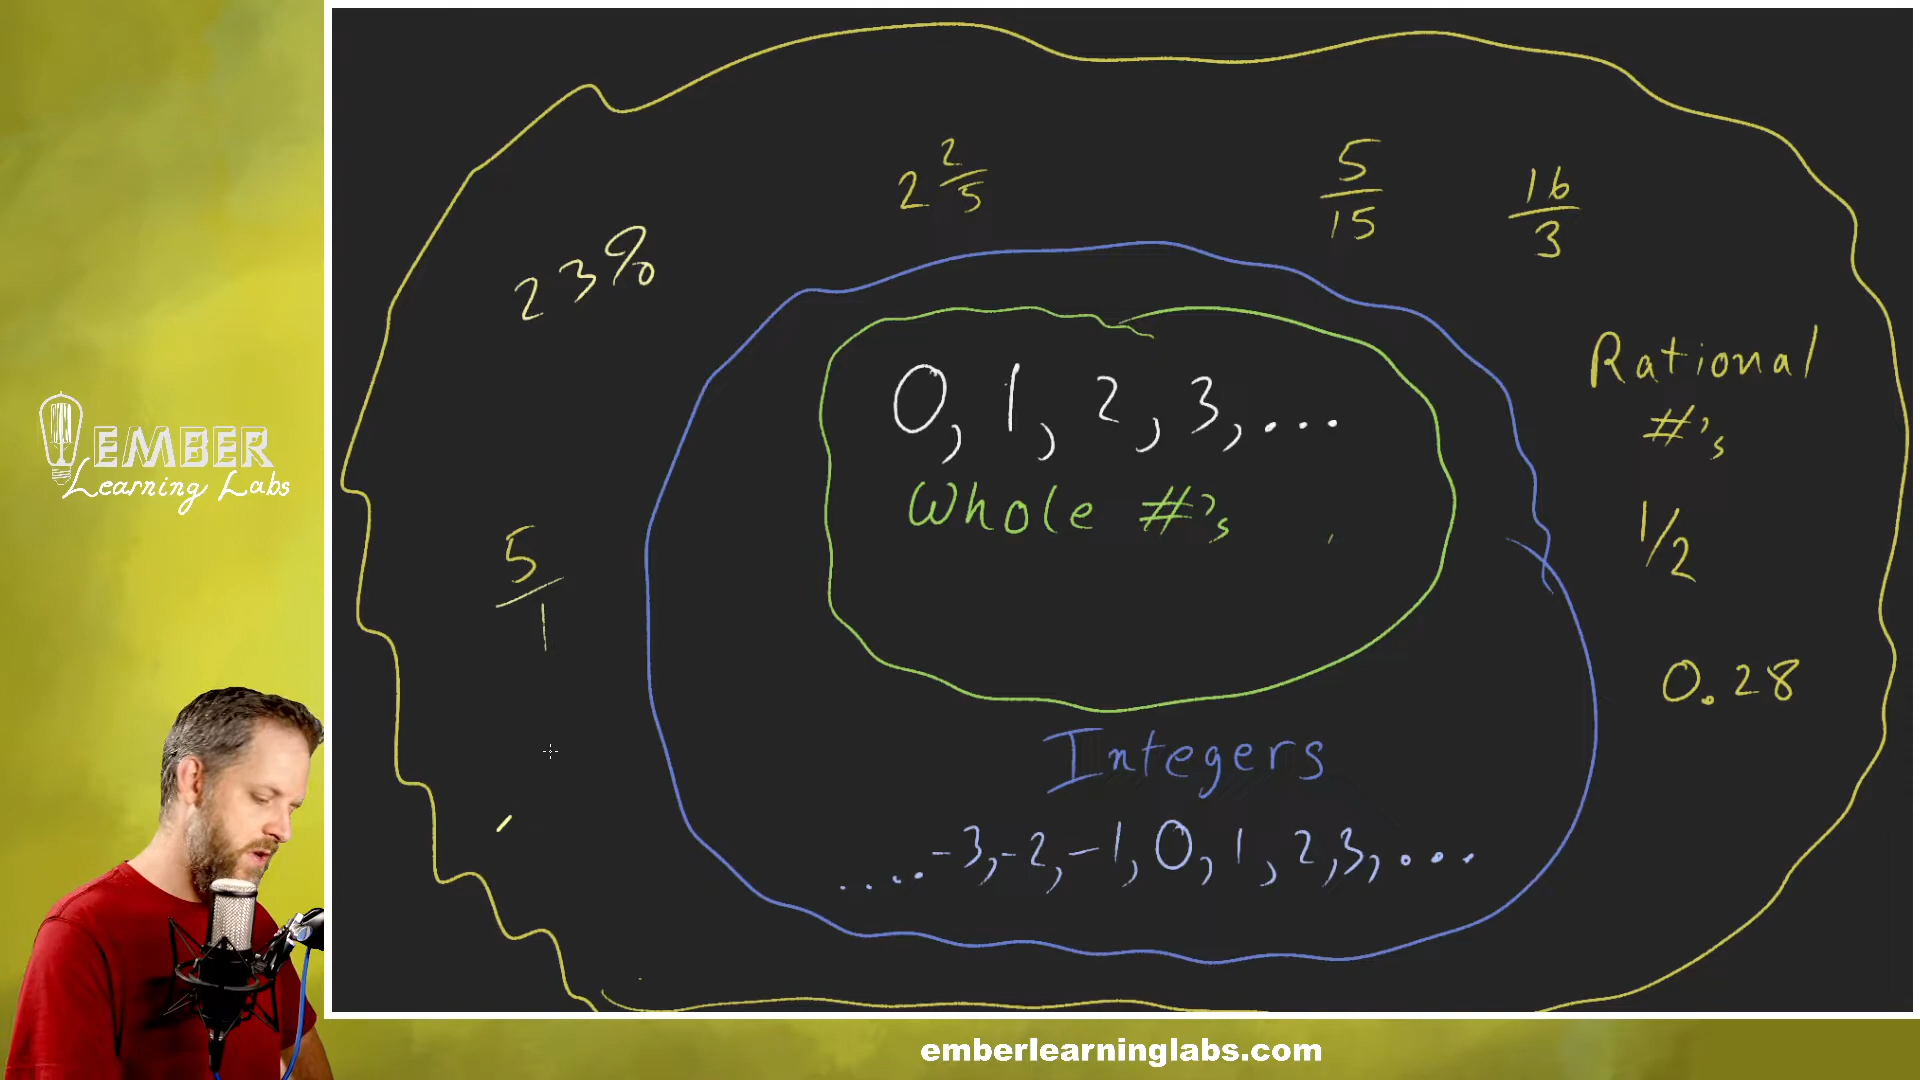 EMBER
Learning Labs
2 2/5
5/15
16/3
23%
0, 1, 2, 3, ...
Whole #'s
Rational
#'s
1/2
5/1
0.28
Integers
....-3,-2,-1, 0, 1, 2,3, ...
emberlearninglabs.com